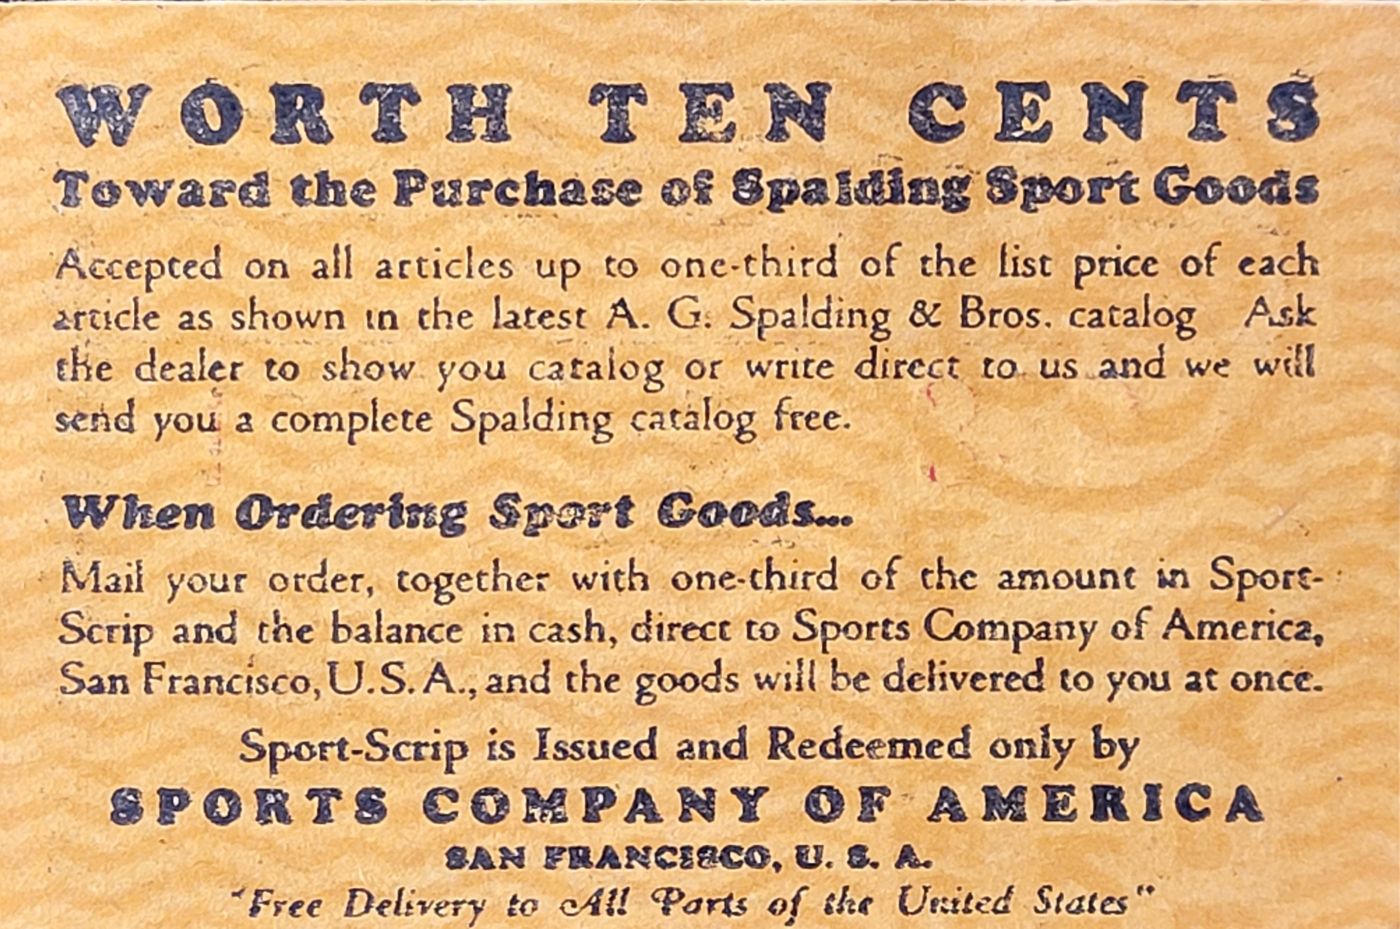 WORTH TEN CENTS
Toward the Purchase of Spalding Sport Goods
Accepted on all articles up to one-third of the list price of each
article as shown in the latest A. G. Spalding & Bros. catalog Ask
the dealer to show you catalog or write direct to us and we will
send you a complete Spalding catalog free.
When Ordering Sport Goods...
Mail your order, together with one-third of the amount in Sport-
Scrip and the balance in cash, direct to Sports Company of America,
San Francisco, U.S.A., and the goods will be delivered to you at once.
Sport-Scrip is Issued and Redeemed only by
SPORTS COMPANY OF AMERICA
SAN FRANCISCO, U. S. A.
"Free Delivery to All Parts of the United States"